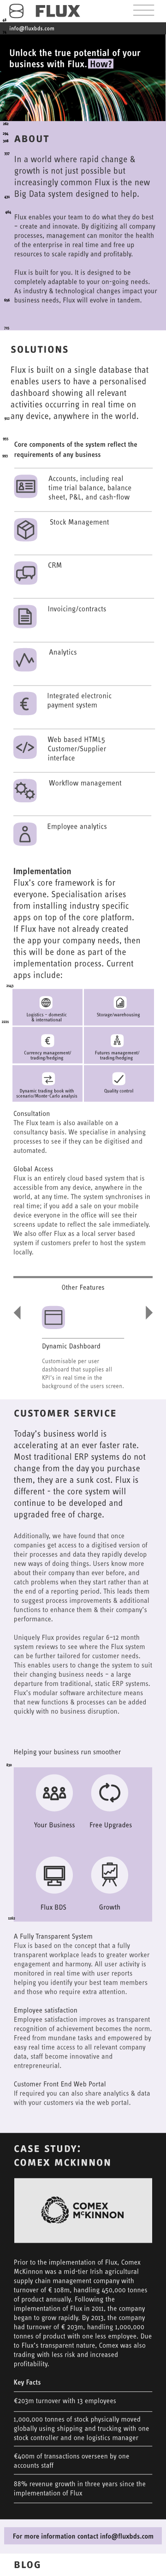 FLUX
info@fluxbds.com
Unlock the true potential of your
business with Flux. How?
ABOUT
In a world where rapid change &
growth is not just possible but
increasingly common Flux is the new
Big Data system designed to help.
Flux enables your team to do what they do best
– create and innovate. By digitizing all company
processes, management can monitor the health
of the enterprise in real time and free up
resources to scale rapidly and profitably.
Flux is built for you. It is designed to be
completely adaptable to your on-going needs.
As industry & technological changes impact your
business needs, Flux will evolve in tandem.
SOLUTIONS
Flux is built on a single database that
enables users to have a personalised
dashboard showing all relevant
activities occurring in real time on
any device, anywhere in the world.
Core components of the system reflect the
requirements of any business
Accounts, including real
time trial balance, balance
sheet, P&L, and cash-flow
Stock Management
CRM
Invoicing/contracts
Analytics
Integrated electronic
payment system
Web based HTML5
Customer/Supplier
interface
Workflow management
Employee analytics
Implementation
Flux's core framework is for
everyone. Specialisation arises
from installing industry specific
apps on top of the core platform.
If Flux have not already created
the app your company needs, then
this will be done as part of the
implementation process. Current
apps include:
Logistics – domestic
& international
Storage/warehousing
Currency management/
trading/hedging
Futures management/
trading/hedging
Dynamic trading book with
scenario/Monte-Carlo analysis
Quality control
Consultation
The Flux team is also available on a
consultancy basis. We specialise in analysing
processes to see if they can be digitised and
automated.
Global Access
Flux is an entirely cloud based system that is
accessible from any device, anywhere in the
world, at any time. The system synchronises in
real time; if you add a sale on your mobile
device everyone in the office will see their
screens update to reflect the sale immediately.
We also offer Flux as a local server based
system if customers prefer to host the system
locally.
Other Features
Dynamic Dashboard
Customisable per user
dashboard that supplies all
KPI's in real time in the
background of the users screen.
CUSTOMER SERVICE
Today's business world is
accelerating at an ever faster rate.
Most traditional ERP systems do not
change from the day you purchase
them, they are a sunk cost. Flux is
different - the core system will
continue to be developed and
upgraded free of charge.
Additionally, we have found that once
companies get access to a digitised version of
their processes and data they rapidly develop
new ways of doing things. Users know more
about their company than ever before, and
catch problems where they start rather than at
the end of a reporting period. This leads them
to suggest process improvements & additional
functions to enhance them & their company's
performance.
Uniquely Flux provides regular 6-12 month
system reviews to see where the Flux system
can be further tailored for customer needs.
This enables users to change the system to suit
their changing business needs – a large
departure from traditional, static ERP systems.
Flux's modular software architecture means
that new functions & processes can be added
quickly with no business disruption.
Helping your business run smoother
Your Business
Free Upgrades
Flux BDS
Growth
A Fully Transparent System
Flux is based on the concept that a fully
transparent workplace leads to greater worker
engagement and harmony. All user activity is
monitored in real time with user reports
helping you identify your best team members
and those who require extra attention.
Employee satisfaction
Employee satisfaction improves as transparent
recognition of achievement becomes the norm.
Freed from mundane tasks and empowered by
easy real time access to all relevant company
data, staff become innovative and
entrepreneurial.
Customer Front End Web Portal
If required you can also share analytics & data
with your customers via the web portal.
CASE STUDY:
COMEX MCKINNON
COMEX
McKINNON
Prior to the implementation of Flux, Comex
McKinnon was a mid-tier Irish agricultural
supply chain management company with
turnover of € 108m, handling 450,000 tonnes
of product annually. Following the
implementation of Flux in 2011, the company
began to grow rapidly. By 2013, the company
had turnover of € 203m, handling 1,000,000
tonnes of product with one less employee. Due
to Flux's transparent nature, Comex was also
trading with less risk and increased
profitability.
Key Facts
€203m turnover with 13 employees
1,000,000 tonnes of stock physically moved
globally using shipping and trucking with one
stock controller and one logistics manager
€400m of transactions overseen by one
accounts staff
88% revenue growth in three years since the
implementation of Flux
For more information contact info@fluxbds.com
BLOG